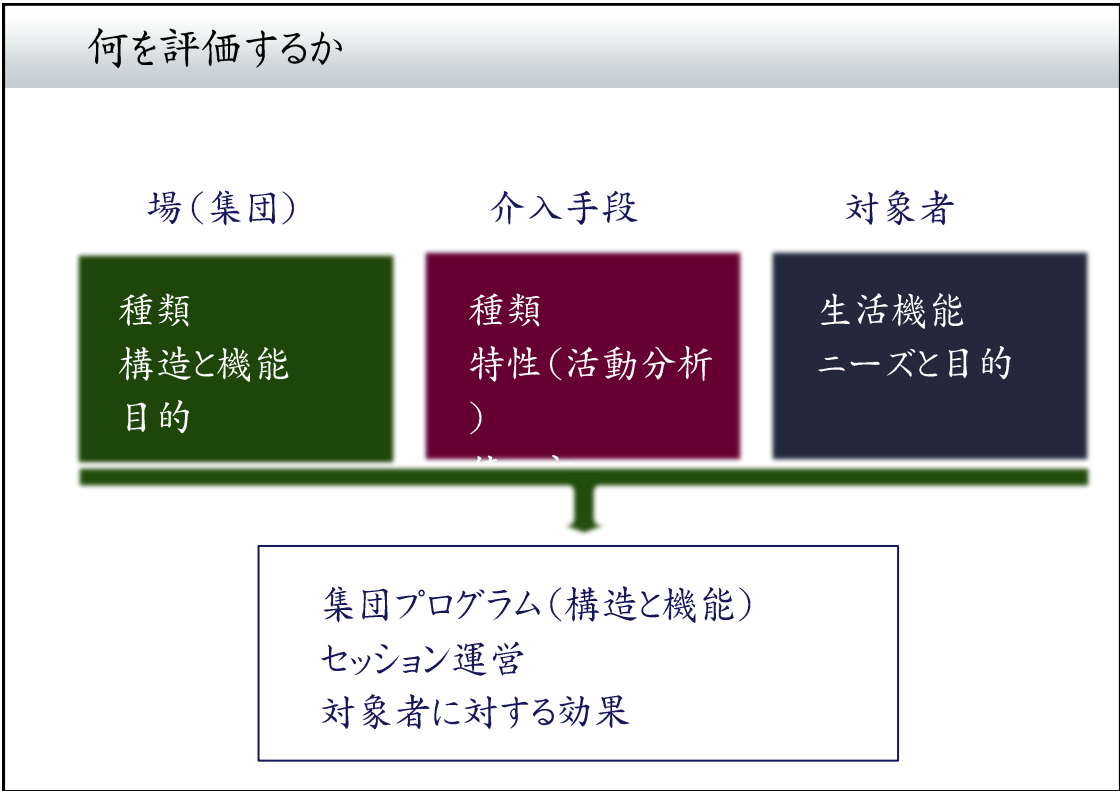 何を評価するか
場(集団)
介入手段
対象者
種類
構造と機能
目的
種類
特性(活動分析
)
生活機能
ニーズと目的
集団プログラム(構造と機能)
セッション運営
対象者に対する効果